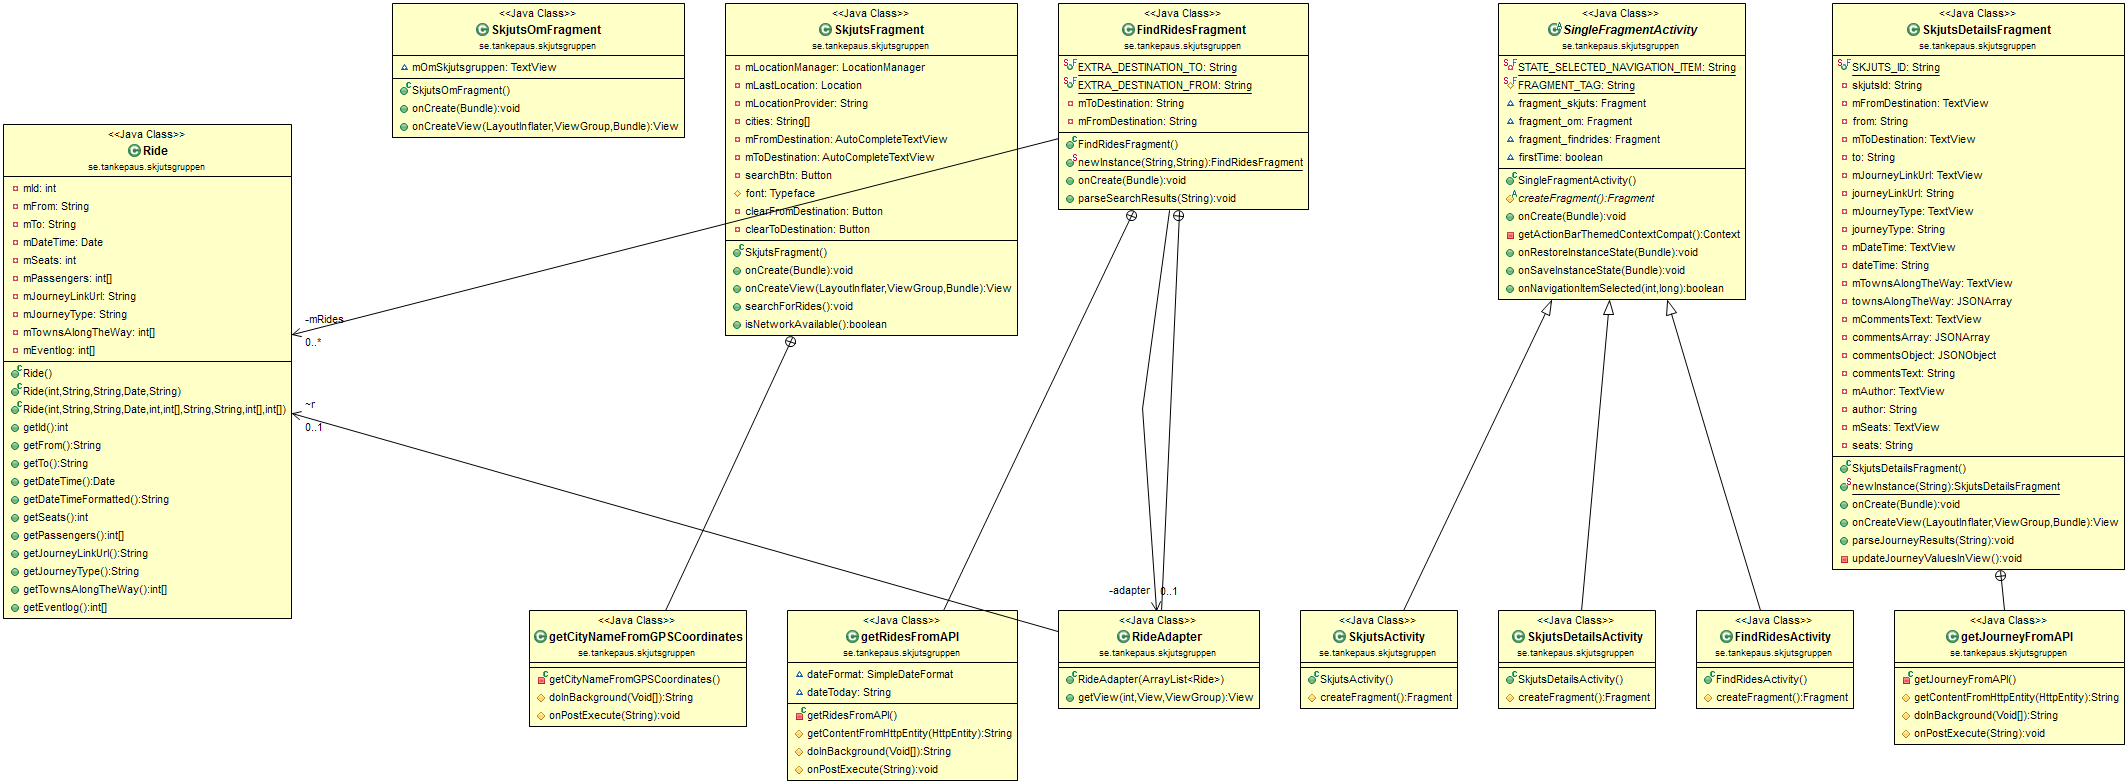 <<Java Class>>
SkjutsOmFragment
se.tankepaus.skjutsgruppen
mOmSkjutsgruppen: TextView
SkjutsOmFragment()
onCreate(Bundle):void
onCreateView(LayoutInflater,ViewGroup,Bundle):View
<<Java Class>>
SkjutsFragment
se.tankepaus.skjutsgruppen
mLocationManager: LocationManager
mLastLocation: Location
mLocationProvider: String
cities: String[]
mFromDestination: AutoCompleteTextView
mToDestination: AutoCompleteTextView
searchBtn: Button
font: Typeface
clearFromDestination: Button
clearToDestination: Button
SkjutsFragment()
onCreate(Bundle):void
onCreateView(LayoutInflater,ViewGroup,Bundle):View
searchForRides():void
isNetworkAvailable():boolean
<<Java Class>>
FindRidesFragment
se.tankepaus.skjutsgruppen
EXTRA_DESTINATION_TO: String
EXTRA_DESTINATION_FROM: String
mToDestination: String
mFromDestination: String
FindRidesFragment()
newInstance(String,String):FindRidesFragment
onCreate(Bundle):void
parseSearchResults(String):void
<<Java Class>>
SingleFragmentActivity
se.tankepaus.skjutsgruppen
STATE_SELECTED_NAVIGATION_ITEM: String
FRAGMENT_TAG: String
fragment_skjuts: Fragment
fragment_om: Fragment
fragment_findrides: Fragment
firstTime: boolean
SingleFragmentActivity()
createFragment():Fragment
onCreate(Bundle):void
getActionBarThemedContextCompat():Context
onRestoreInstanceState(Bundle):void
onSaveInstanceState(Bundle):void
onNavigationItemSelected(int,long):boolean
<<Java Class>>
SkjutsDetailsFragment
se.tankepaus.skjutsgruppen
SKJUTS_ID: String
skjutsId: String
mFromDestination: TextView
from: String
mToDestination: TextView
to: String
mJourneyLinkUrl: TextView
journeyLinkUrl: String
mJourneyType: TextView
journeyType: String
mDateTime: TextView
dateTime: String
mTownsAlongTheWay: TextView
townsAlongTheWay: JSONArray
mCommentsText: TextView
commentsArray: JSONArray
commentsObject: JSONObject
commentsText: String
mAuthor: TextView
author: String
mSeats: TextView
seats: String
SkjutsDetailsFragment()
newInstance(String):SkjutsDetailsFragment
onCreate(Bundle):void
onCreateView(LayoutInflater,ViewGroup,Bundle):View
parseJourneyResults(String):void
updateJourneyValuesInView():void
<<Java Class>>
Ride
se.tankepaus.skjutsgruppen
mId: int
mFrom: String
mTo: String
mDateTime: Date
mSeats: int
mPassengers: int[]
mJourneyLinkUrl: String
mJourneyType: String
mTownsAlongTheWay: int[]
mEventlog: int[]
Ride()
Ride(int,String,String,Date,String)
Ride(int,String,String,Date,int,int[],String,String,int[],int[])
getId():int
getFrom():String
getTo():String
getDateTime():Date
getDateTimeFormatted():String
getSeats():int
getPassengers():int[]
getJourneyLinkUrl():String
getJourneyType():String
getTownsAlongTheWay():int[]
getEventlog():int[]
-mRides
0..*
~r
0..1
-adapter
0..1
<<Java Class>>
getCityNameFromGPSCoordinates
se.tankepaus.skjutsgruppen
getCityNameFromGPSCoordinates()
doInBackground(Void[]):String
onPostExecute(String):void
<<Java Class>>
getRidesFromAPI
se.tankepaus.skjutsgruppen
dateFormat: SimpleDateFormat
dateToday: String
getRidesFromAPI()
getContentFromHttpEntity(HttpEntity):String
doInBackground(Void[]):String
onPostExecute(String):void
<<Java Class>>
RideAdapter
se.tankepaus.skjutsgruppen
RideAdapter(ArrayList<Ride>)
getView(int,View,ViewGroup):View
<<Java Class>>
SkjutsActivity
se.tankepaus.skjutsgruppen
SkjutsActivity()
createFragment():Fragment
<<Java Class>>
SkjutsDetailsActivity
se.tankepaus.skjutsgruppen
SkjutsDetailsActivity()
createFragment():Fragment
<<Java Class>>
FindRidesActivity
se.tankepaus.skjutsgruppen
FindRidesActivity()
createFragment():Fragment
<<Java Class>>
getJourneyFromAPI
se.tankepaus.skjutsgruppen
getJourneyFromAPI()
getContentFromHttpEntity(HttpEntity):String
doInBackground(Void[]):String
onPostExecute(String):void